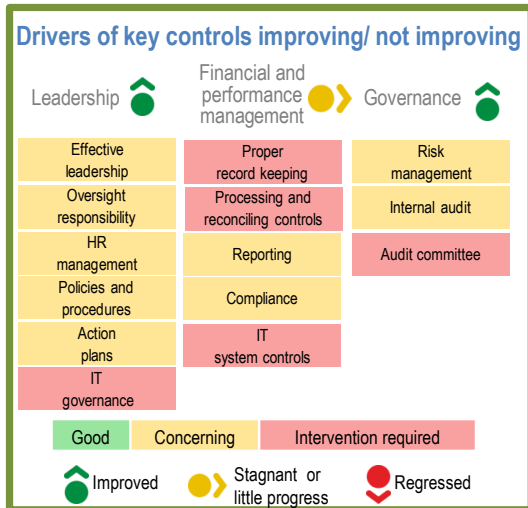 Drivers of key controls improving/ not improving
Leadership
Financial and
performance
management
Governance
Effective
leadership
Oversight
responsibility
HR
management
Policies and
procedures
Action
plans
IT
governance
Proper
record keeping
Processing and
reconciling controls
Reporting
Compliance
IT
system controls
Risk
management
Internal audit
Audit committee
Good
Concerning
Intervention required
Improved
Stagnant or
little progress
Regressed